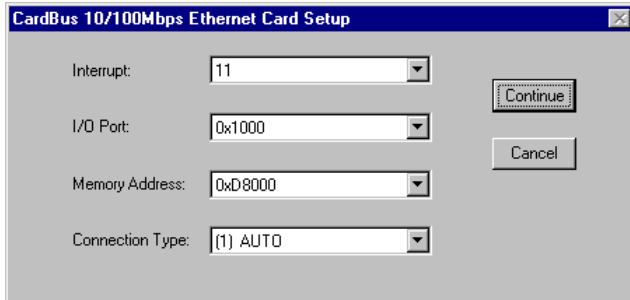 CardBus 10/100Mbps Ethernet Card Setup
Interrupt: 11
Continue
I/O Port: 0x1000
Cancel
Memory Address: 0xD8000
Connection Type: (1) AUTO